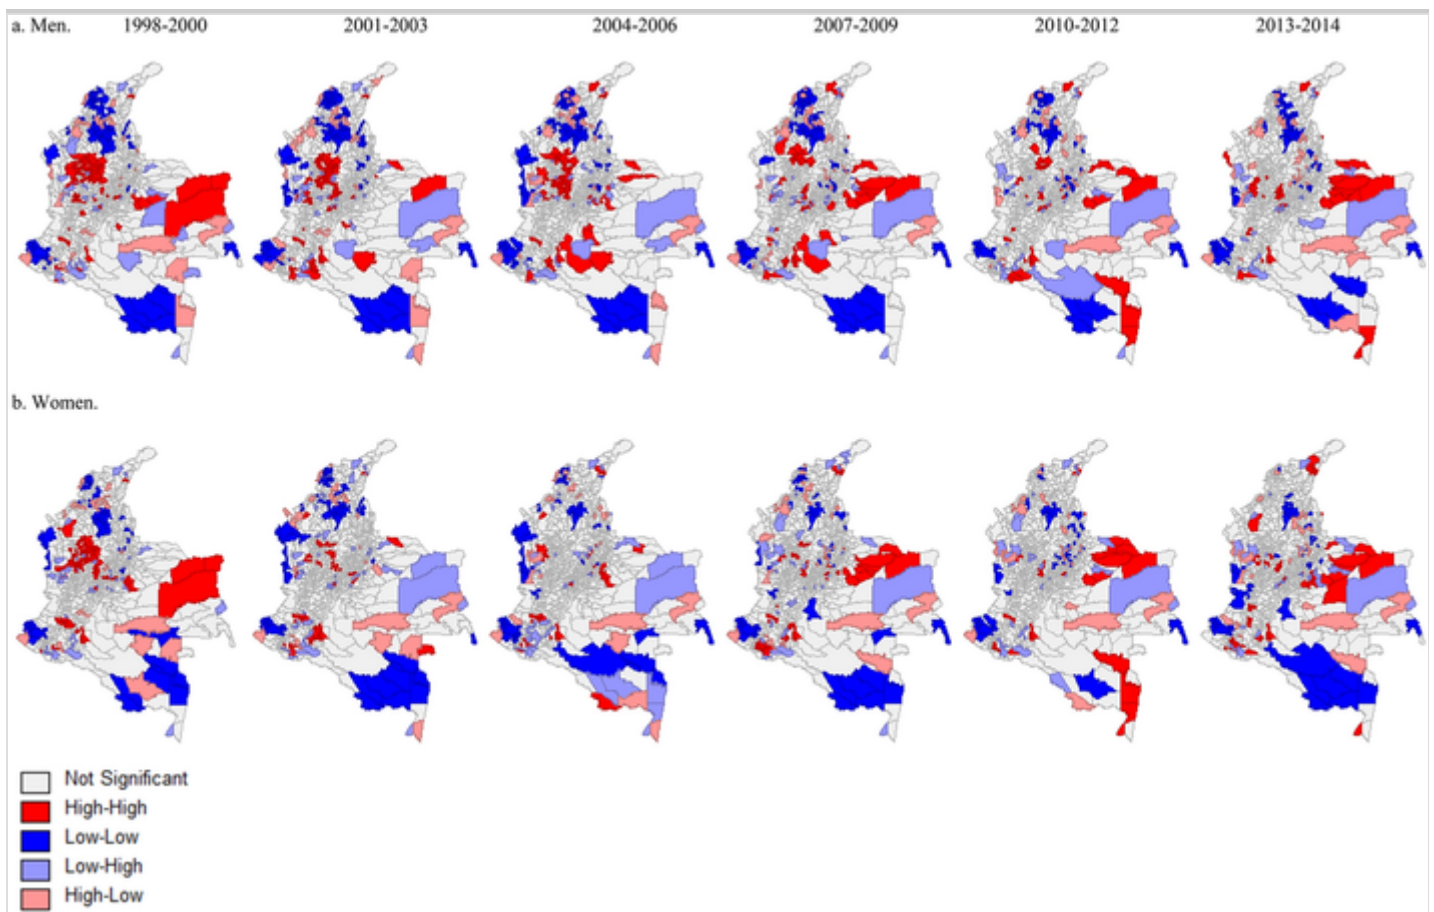 a. Men. 1998-2000 2001-2003 2004-2006 2007-2009 2010-2012 2013-2014
b. Women.
Not Significant
High-High
Low-Low
Low-High
High-Low